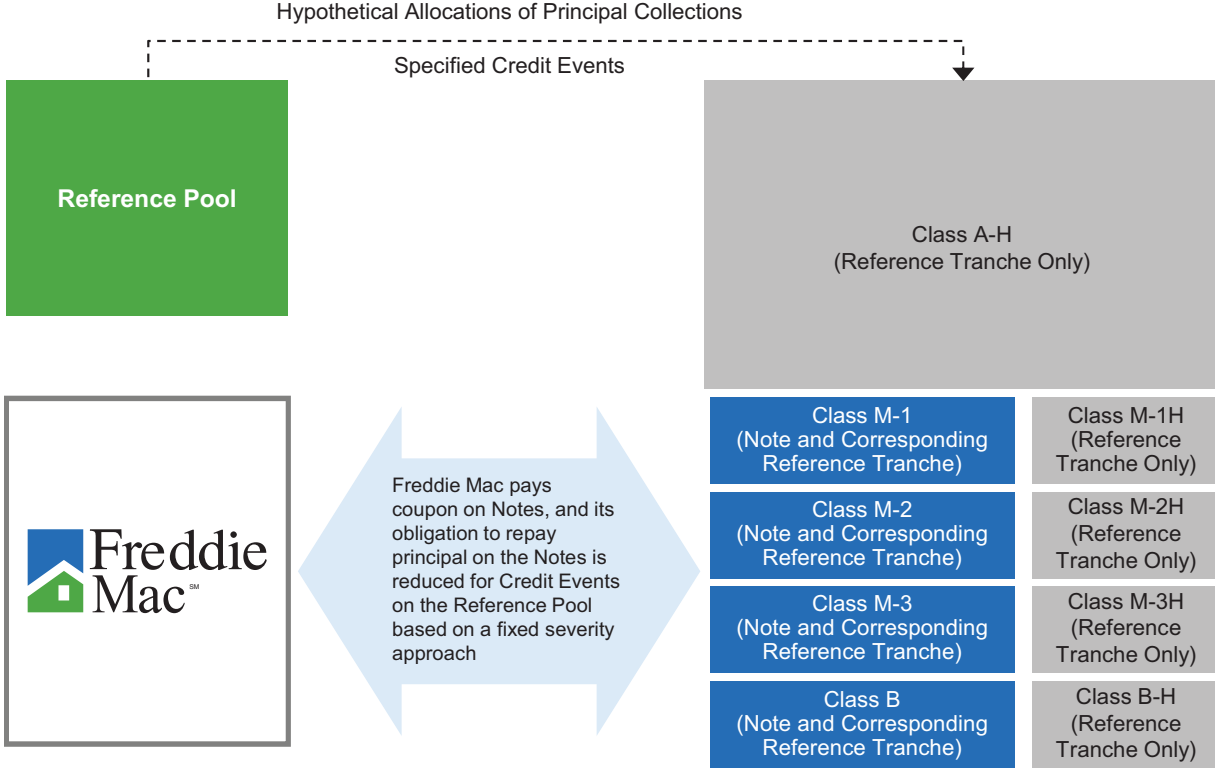 Hypothetical Allocations of Principal Collections
Specified Credit Events
Reference Pool
Class A-H
(Reference Tranche Only)
Freddie
Mac℠
Freddie Mac pays
coupon on Notes, and its
obligation to repay
principal on the Notes is
reduced for Credit Events
on the Reference Pool
based on a fixed severity
approach
Class M-1
(Note and Corresponding
Reference Tranche)
Class M-1H
(Reference
Tranche Only)
Class M-2
(Note and Corresponding
Reference Tranche)
Class M-2H
(Reference
Tranche Only)
Class M-3
(Note and Corresponding
Reference Tranche)
Class M-3H
(Reference
Tranche Only)
Class B
(Note and Corresponding
Reference Tranche)
Class B-H
(Reference
Tranche Only)